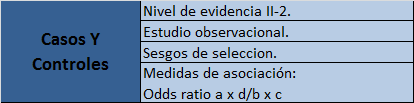 Casos Y
Controles
Nivel de evidencia II-2.
Estudio observacional.
Sesgos de seleccion.
Medidas de asociación:
Odds ratio a x d/b x c